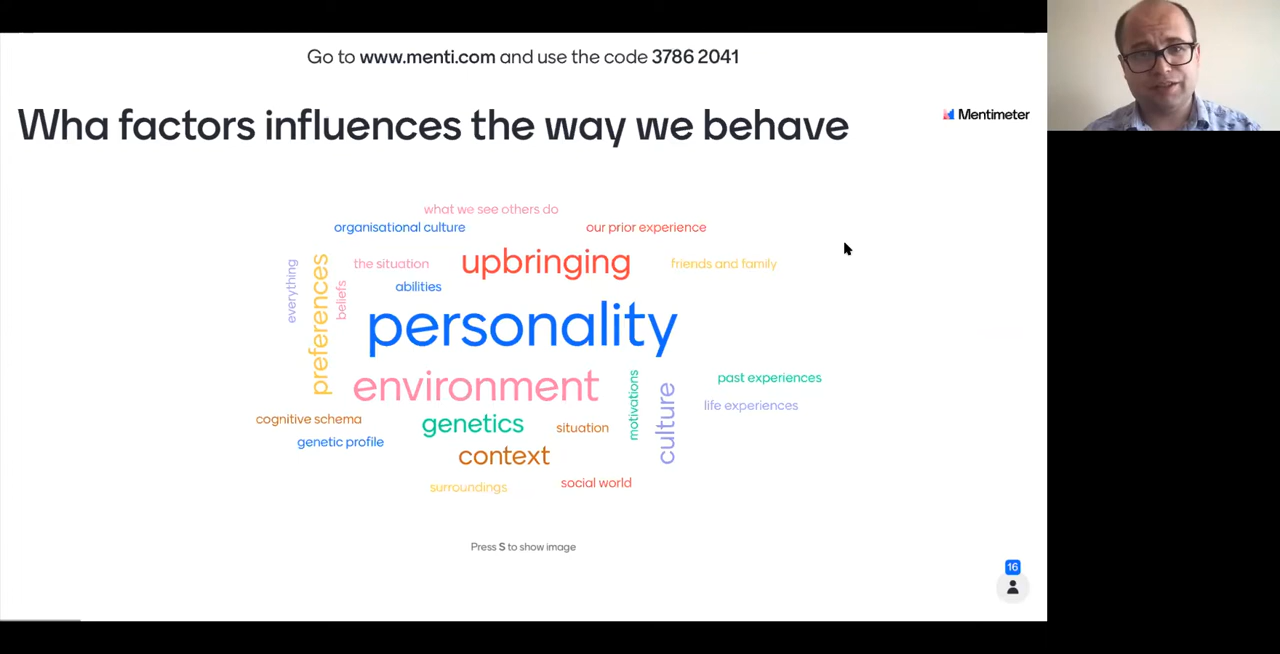 Go to www.menti.com and use the code 3786 2041
Wha factors influences the way we behave
Mentimeter
what we see others do
organisational culture
our prior experience
everything
preferences
beliefs
the situation
upbringing
friends and family
abilities
personality
environment
motivations
culture
past experiences
life experiences
cognitive schema
genetics
situation
genetic profile
context
surroundings
social world
Press S to show image
16